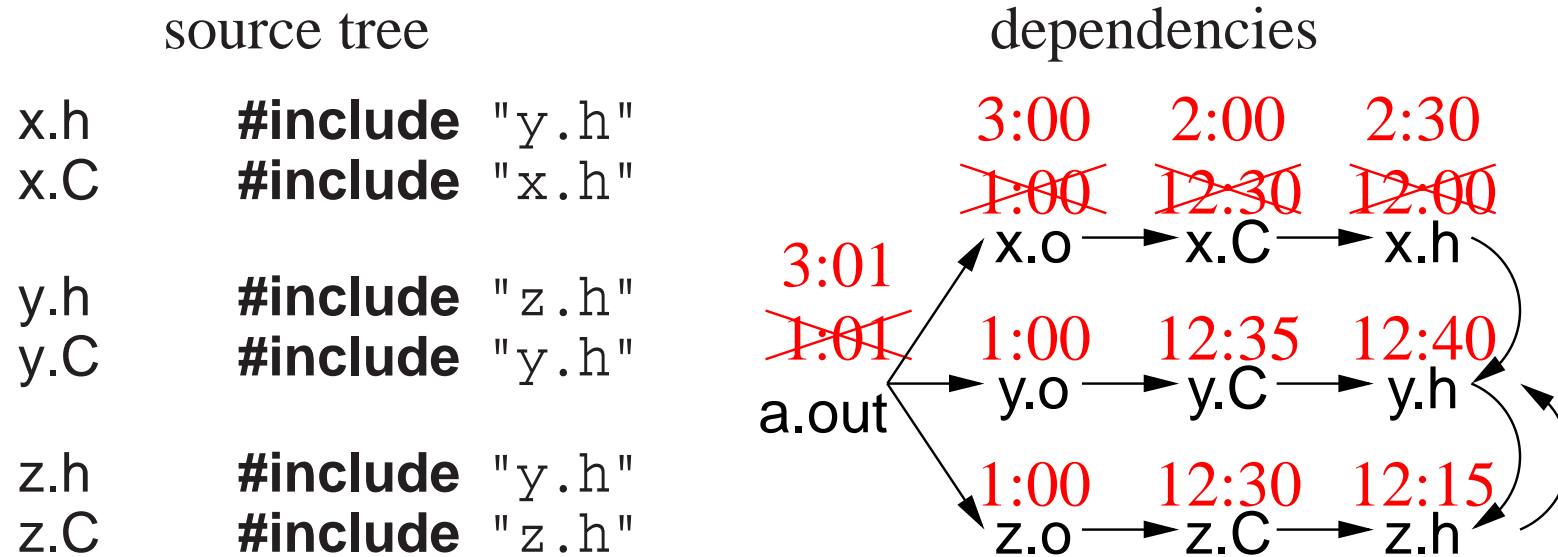 source tree
x.h #include "y.h"
x.C #include "x.h"
y.h #include "z.h"
y.C #include "y.h"
z.h #include "y.h"
z.C #include "z.h"
dependencies
3:00 2:00 2:30
1:00 12:30 12:00
x.o x.C x.h
3:01
1:01 1:00 12:35 12:40
a.out y.o y.C y.h
1:00 12:30 12:15
z.o z.C z.h